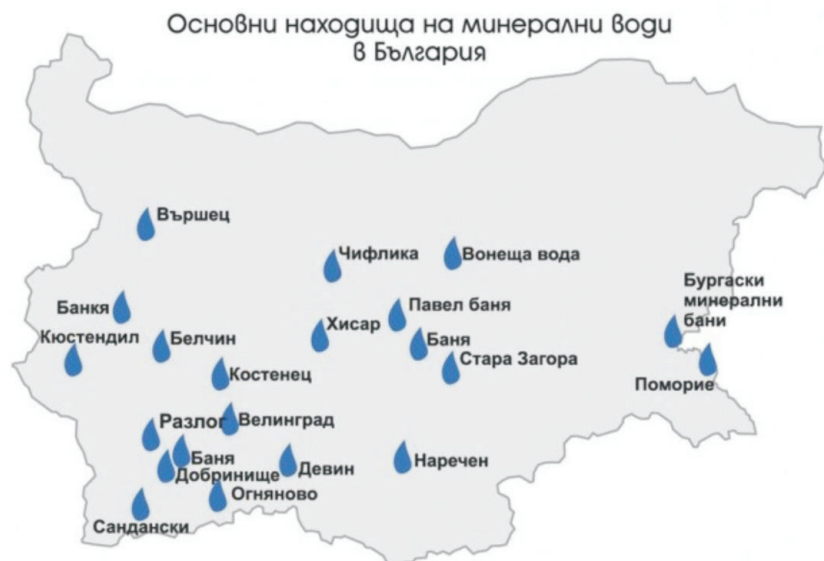 Основни находища на минерални води
в България
Вършец
Чифлика
Вонеща вода
Бургаски
минерални
бани
Банкя
Павел баня
Хисар
Кюстендил
Белчин
Баня
Стара Загора
Костенец
Поморие
Разлог
Велинград
Баня
Добринище
Девин
Наречен
Огняново
Сандански